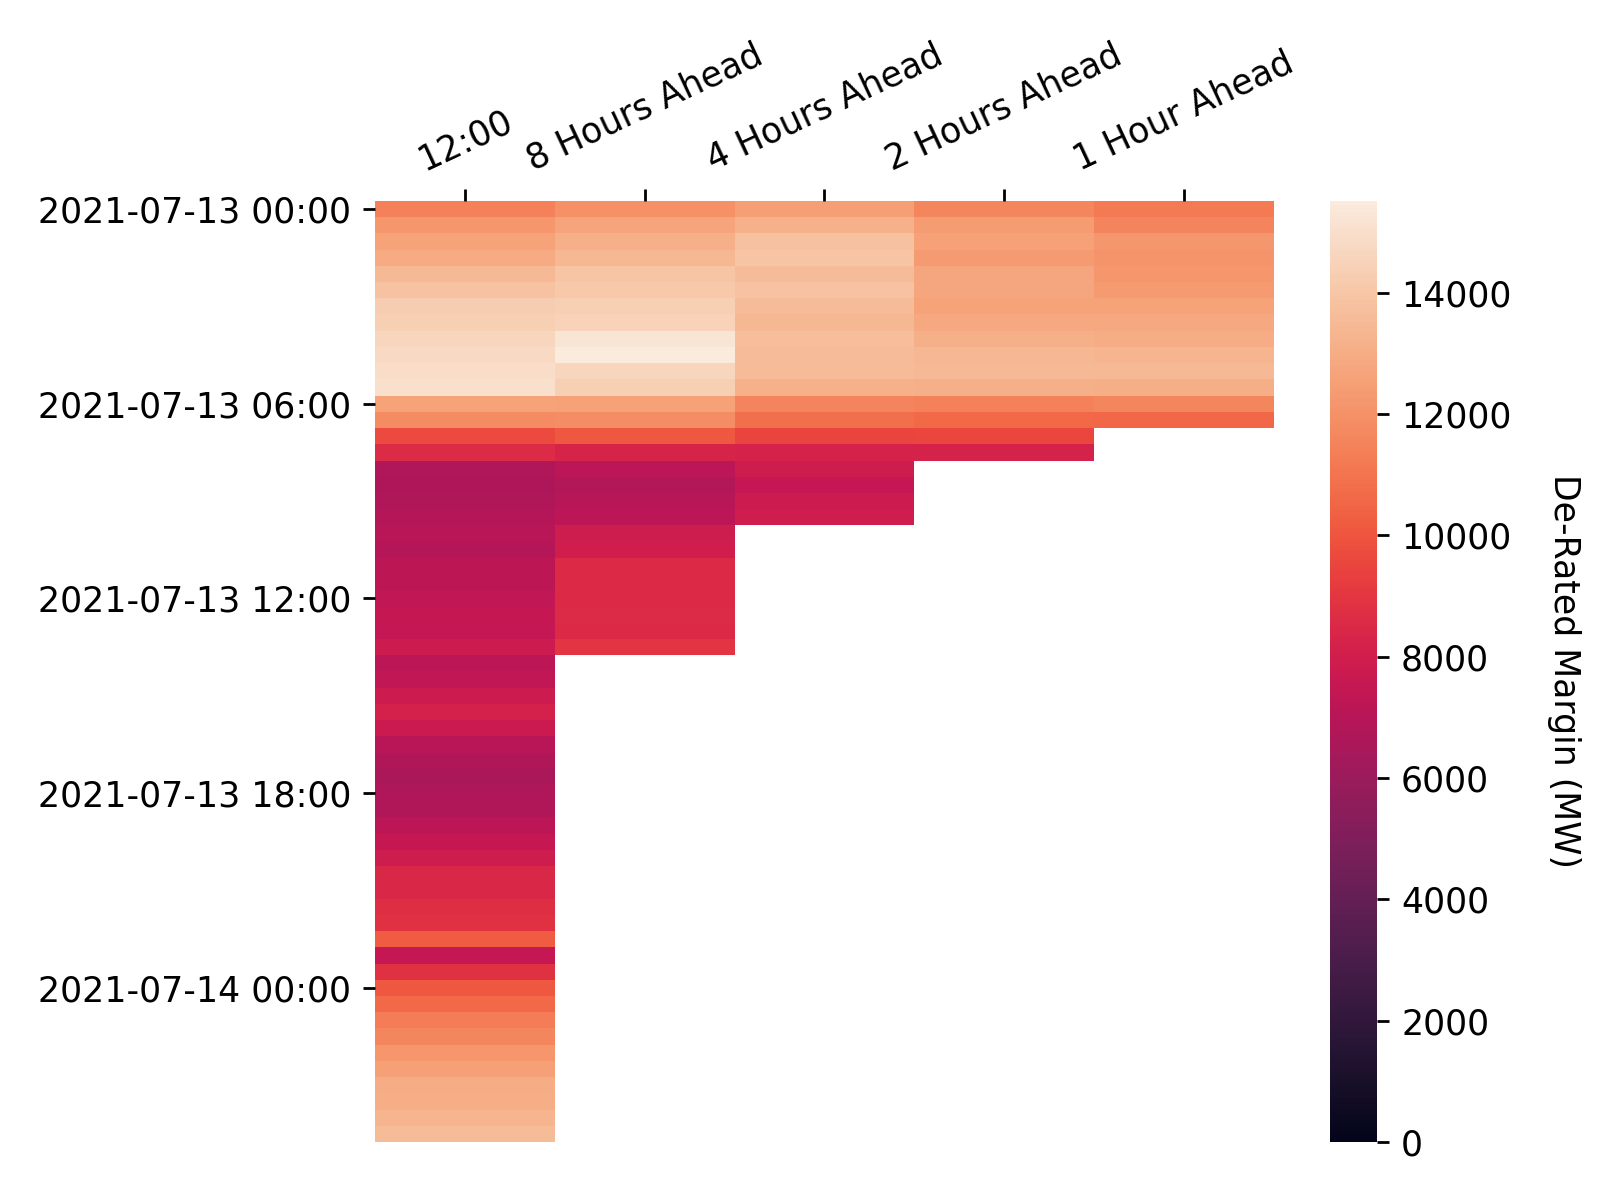 12:00
8 Hours Ahead
4 Hours Ahead
2 Hours Ahead
1 Hour Ahead
2021-07-13 00:00
2021-07-13 06:00
2021-07-13 12:00
2021-07-13 18:00
2021-07-14 00:00
14000
12000
10000
8000
6000
4000
2000
0
De-Rated Margin (MW)